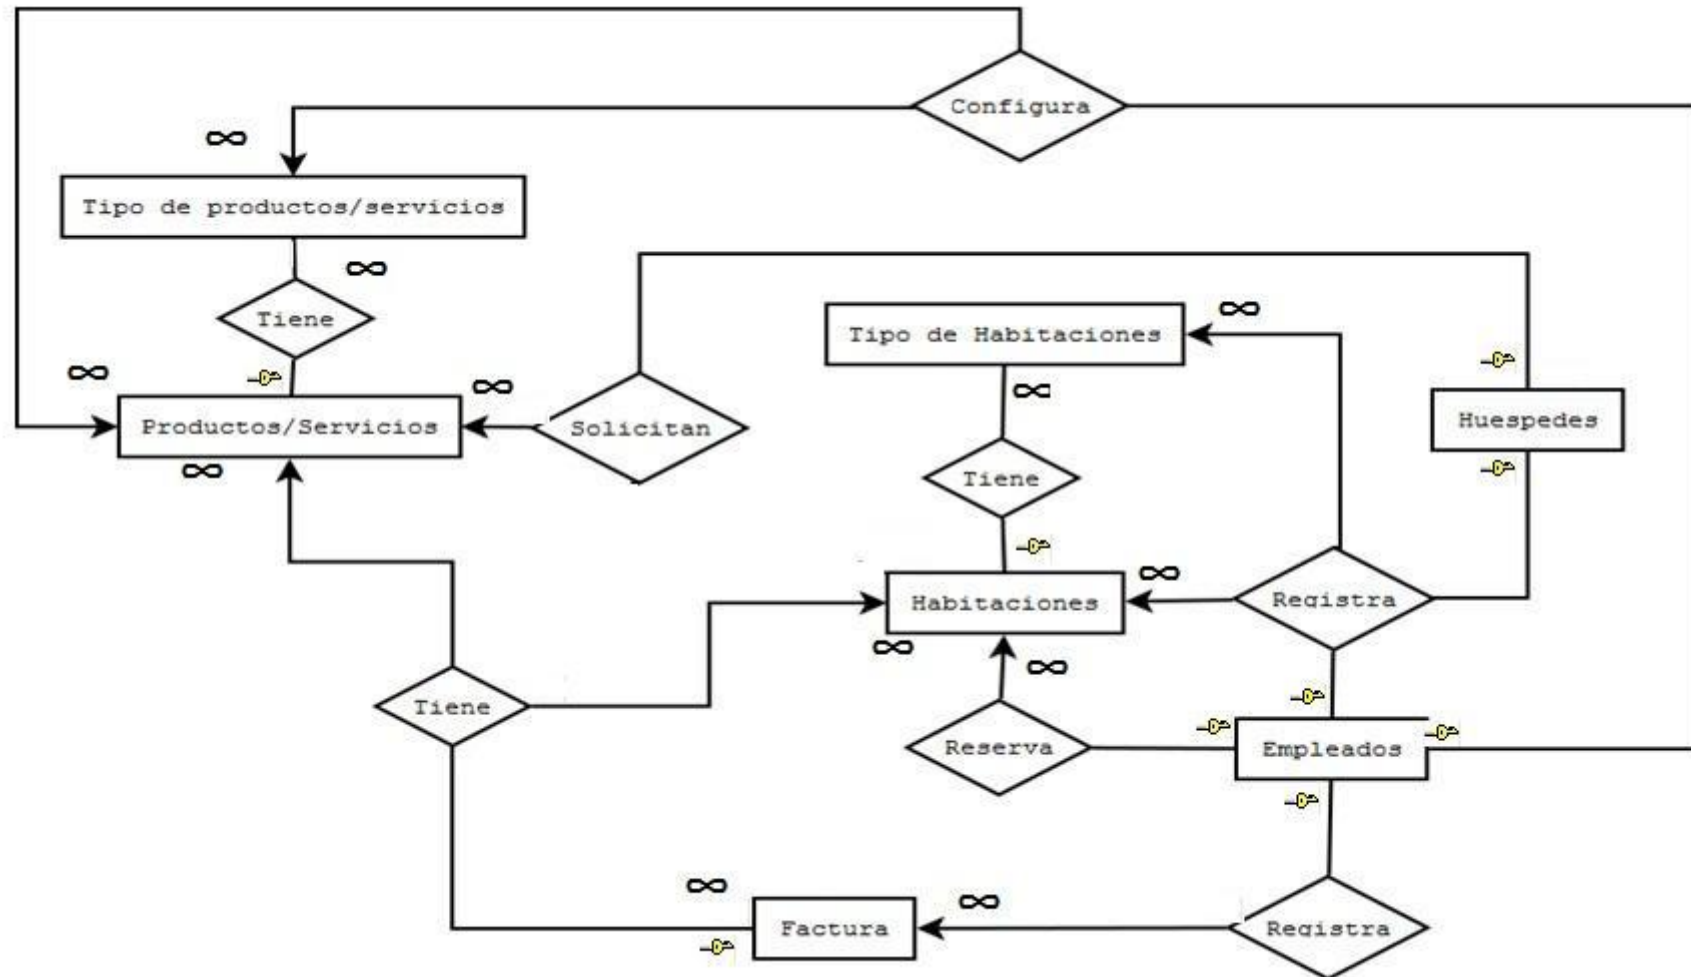 Configura
Tipo de productos/servicios
Tiene
Tipo de Habitaciones
Productos/Servicios
Solicitan
Huespedes
Tiene
Habitaciones
Registra
Tiene
Reserva
Empleados
Factura
Registra